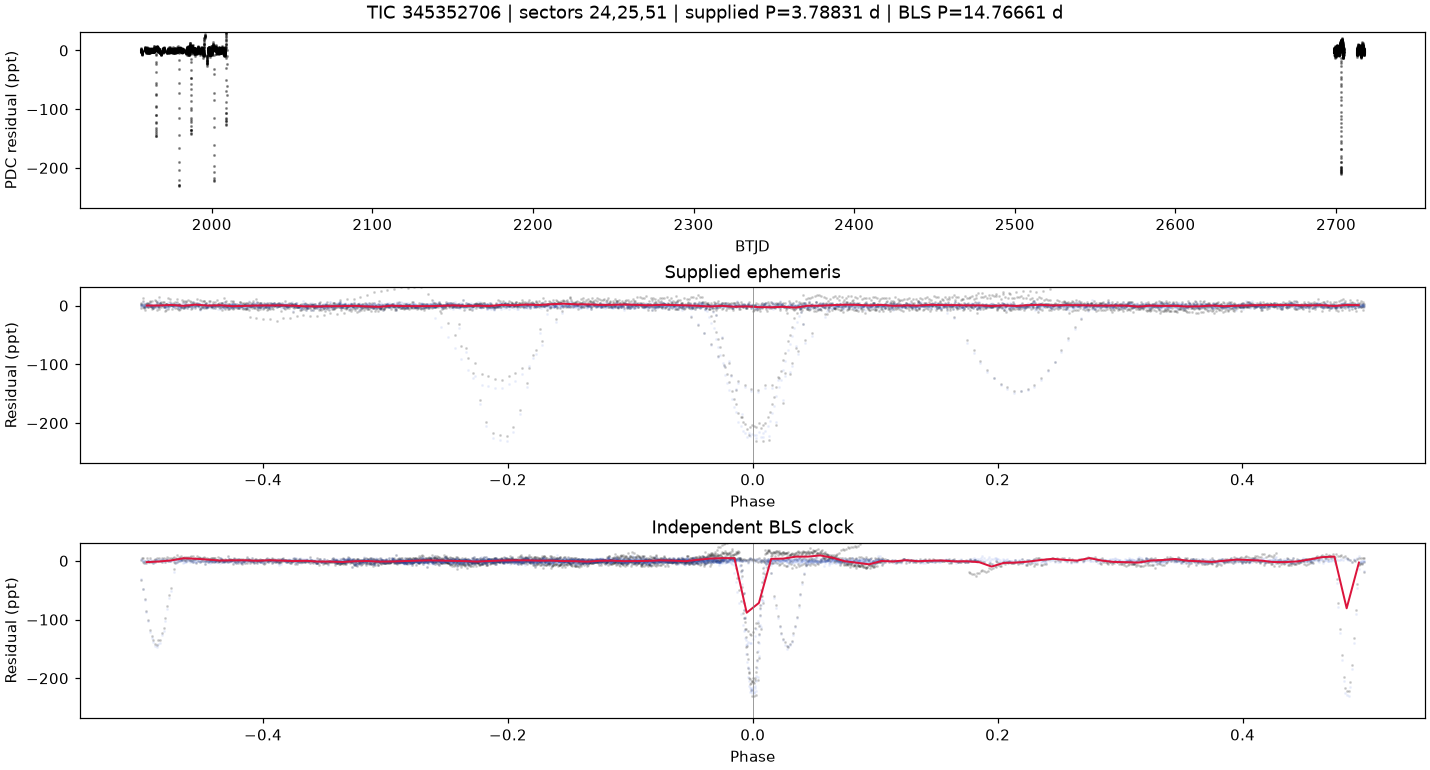 TIC 345352706 | sectors 24,25,51 | supplied P=3.78831 d | BLS P=14.76661 d
PDC residual (ppt)
0
−100
−200
2000 2100 2200 2300 2400 2500 2600 2700
BTJD
Supplied ephemeris
Residual (ppt)
0
−100
−200
−0.4 −0.2 0.0 0.2 0.4
Phase
Independent BLS clock
Residual (ppt)
0
−100
−200
−0.4 −0.2 0.0 0.2 0.4
Phase